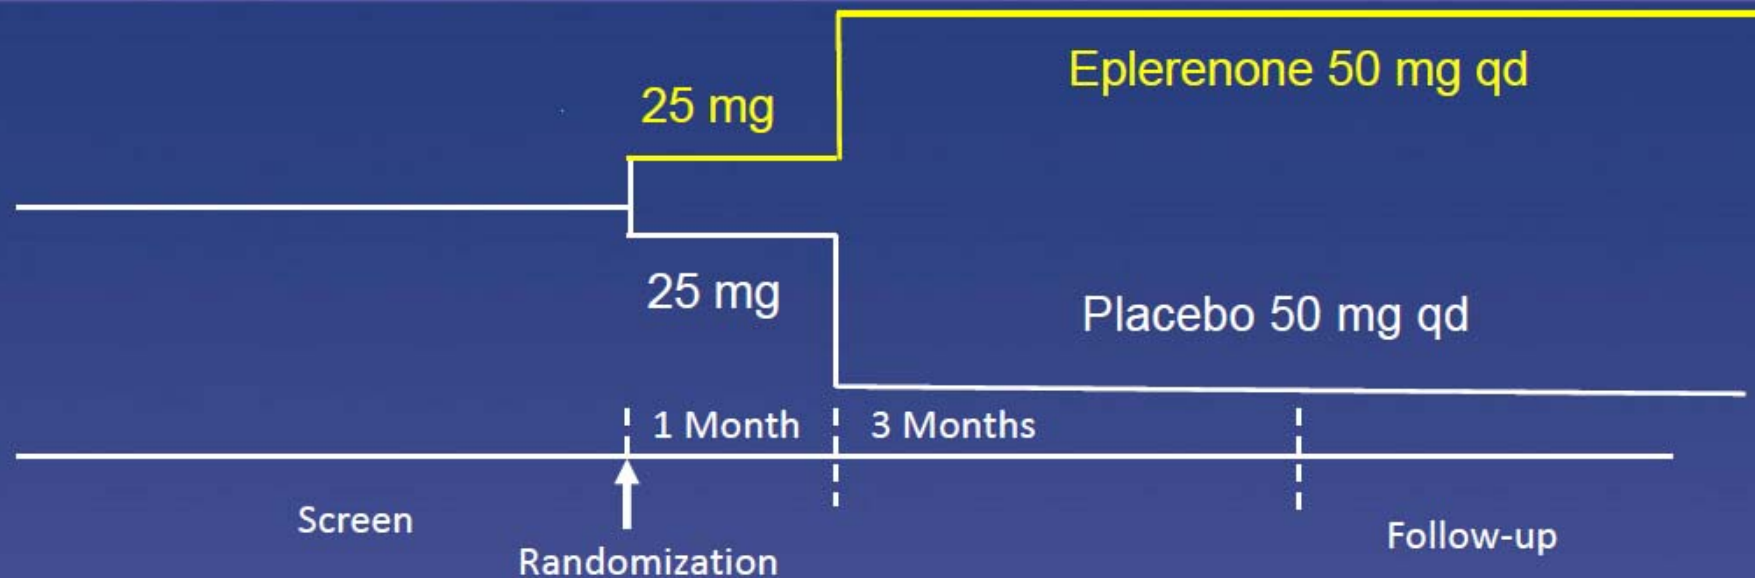 Eplerenone 50 mg qd
25 mg
25 mg
Placebo 50 mg qd
1 Month
3 Months
Screen
Randomization
Follow-up